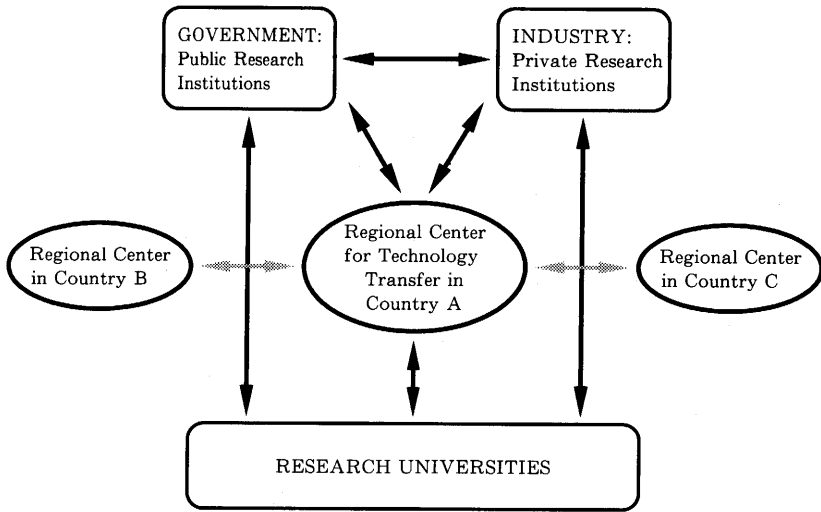 GOVERNMENT:
Public Research
Institutions
INDUSTRY:
Private Research
Institutions
Regional Center
in Country B
Regional Center
for Technology
Transfer in
Country A
Regional Center
in Country C
RESEARCH UNIVERSITIES